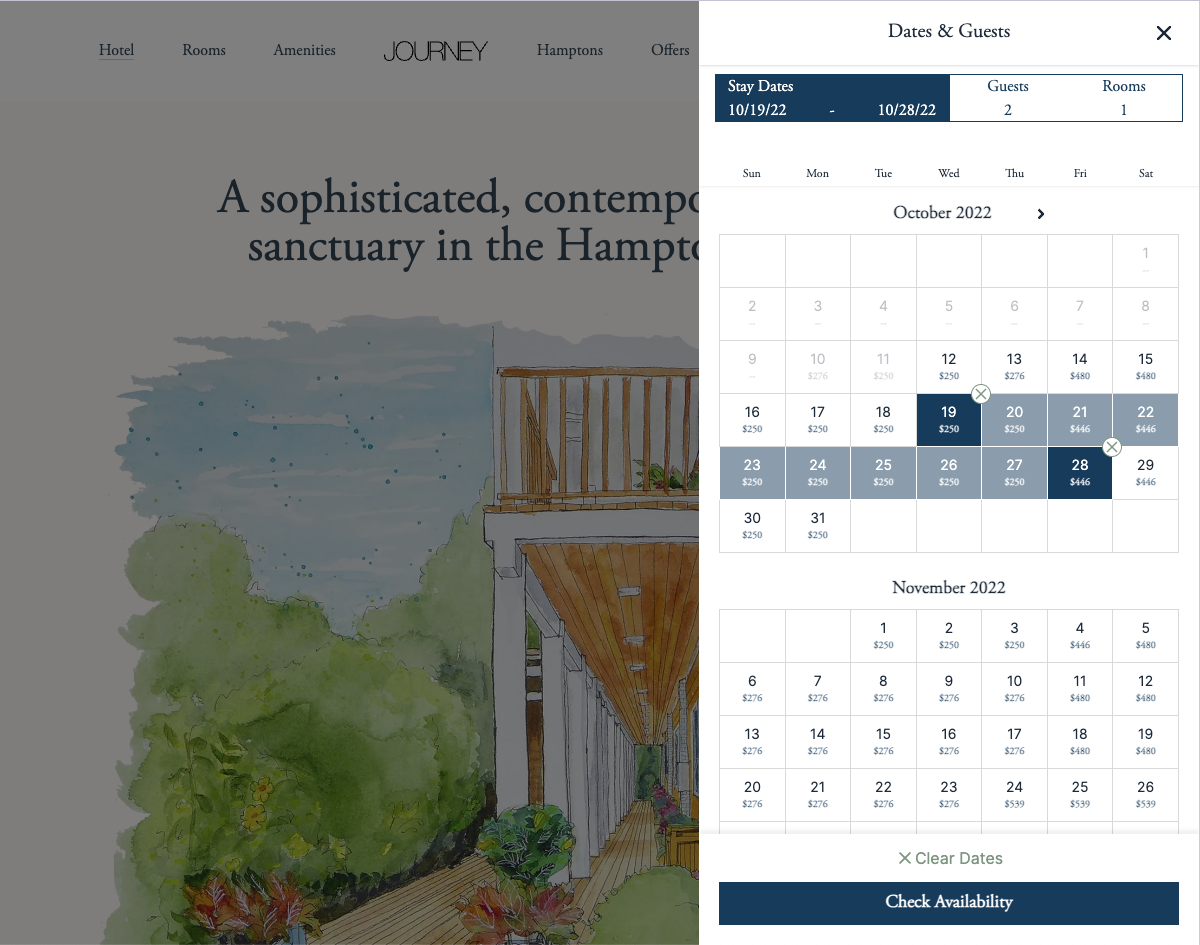 Hotel Rooms Amenities JOURNEY Hamptons Offers
A sophisticated, contempo
sanctuary in the Hampto
Dates & Guests
Stay Dates Guests Rooms
10/19/22 - 10/28/22 2 1
Sun Mon Tue Wed Thu Fri Sat
October 2022
1
--
2 3 4 5 6 7 8
-- -- -- -- -- -- --
9 10 11 12 13 14 15
-- $276 $250 $250 $276 $480 $480
16 17 18 19 20 21 22
$250 $250 $250 $250 $250 $446 $446
23 24 25 26 27 28 29
$250 $250 $250 $250 $250 $446 $446
30 31
$250 $250
November 2022
1 2 3 4 5
$250 $250 $250 $446 $480
6 7 8 9 10 11 12
$276 $276 $276 $276 $276 $480 $480
13 14 15 16 17 18 19
$276 $276 $276 $276 $276 $480 $480
20 21 22 23 24 25 26
$276 $276 $276 $276 $539 $539 $539
Clear Dates
Check Availability